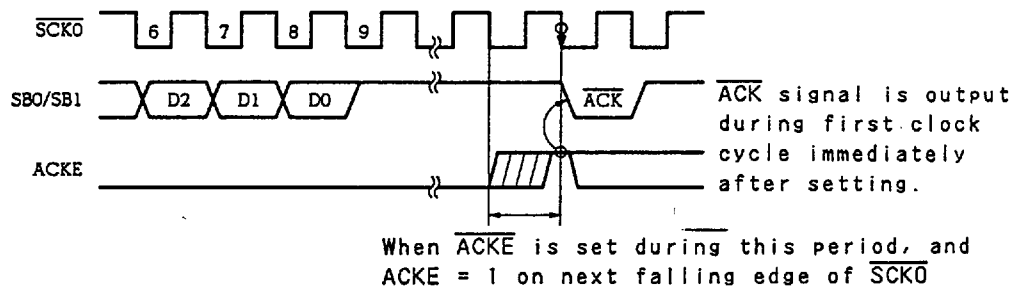 SCK0
6 7 8 9
SB0/SB1
D2 D1 D0
ACK
ACKE
ACK signal is output
during first clock
cycle immediately
after setting.
When ACKE is set during this period, and
ACKE = 1 on next falling edge of SCK0